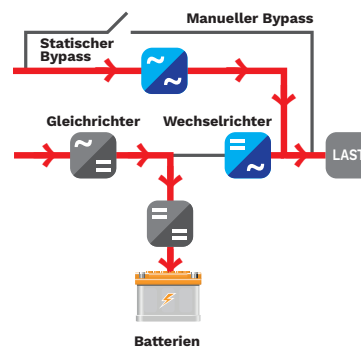 Manueller Bypass
Statischer
Bypass
Gleichrichter
Wechselrichter
LAST
Batterien